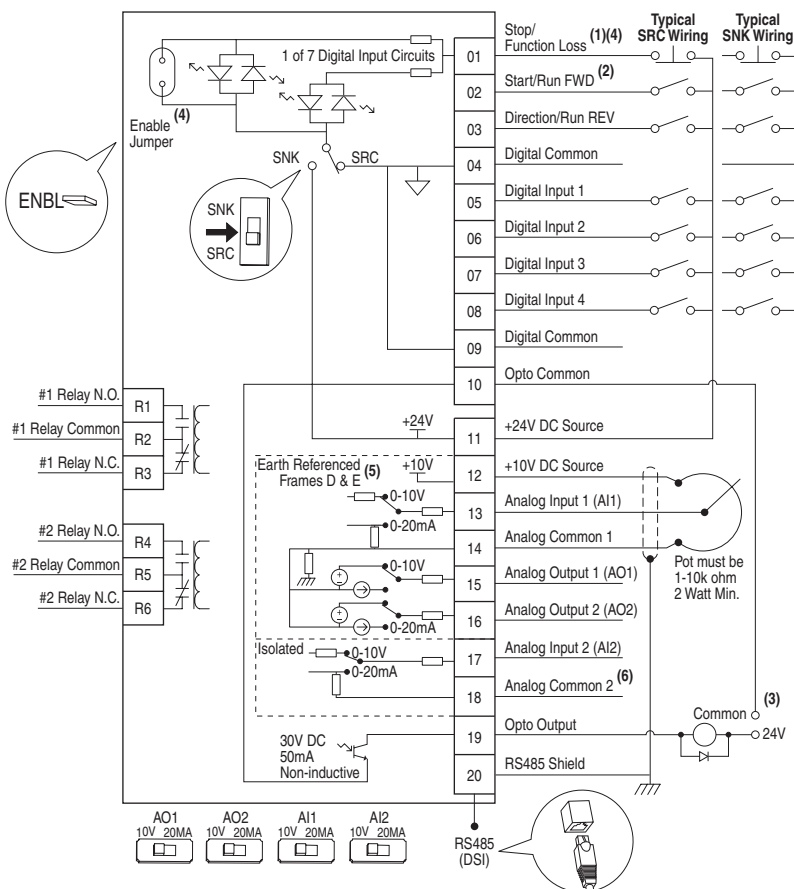 Stop/
Function Loss (1)(4)
Typical
SRC Wiring
Typical
SNK Wiring
1 of 7 Digital Input Circuits
01
02
Start/Run FWD (2)
Enable (4)
Jumper
03
Direction/Run REV
SNK
SRC
04
Digital Common
ENBL
SNK
SRC
05
Digital Input 1
06
Digital Input 2
07
Digital Input 3
08
Digital Input 4
09
Digital Common
10
Opto Common
#1 Relay N.O.
R1
#1 Relay Common
R2
#1 Relay N.C.
R3
+24V
11
+24V DC Source
Earth Referenced (5)
Frames D & E
+10V
12
+10V DC Source
0-10V
13
Analog Input 1 (AI1)
0-20mA
14
Analog Common 1
Pot must be
1-10k ohm
2 Watt Min.
#2 Relay N.O.
R4
#2 Relay Common
R5
#2 Relay N.C.
R6
0-10V
15
Analog Output 1 (AO1)
16
Analog Output 2 (AO2)
0-20mA
Isolated
0-10V
17
Analog Input 2 (AI2)
0-20mA
18
Analog Common 2 (6)
Common
(3)
24V
19
Opto Output
30V DC
50mA
Non-inductive
20
RS485 Shield
AO1
10V 20MA
AO2
10V 20MA
AI1
10V 20MA
AI2
10V 20MA
RS485
(DSI)